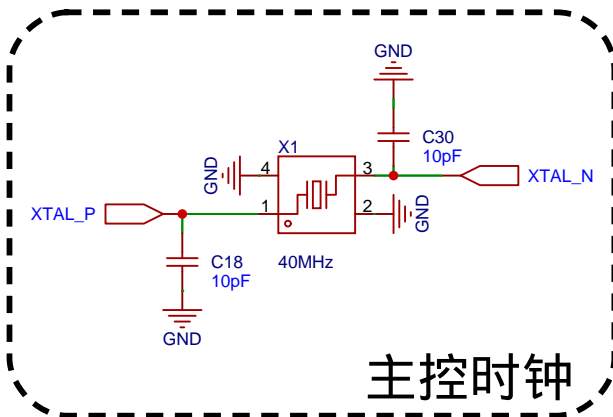 GND
X1
C30
10pF
GND
4
3
XTAL_N
XTAL_P
1
2
GND
C18
10pF
40MHz
GND
主控时钟